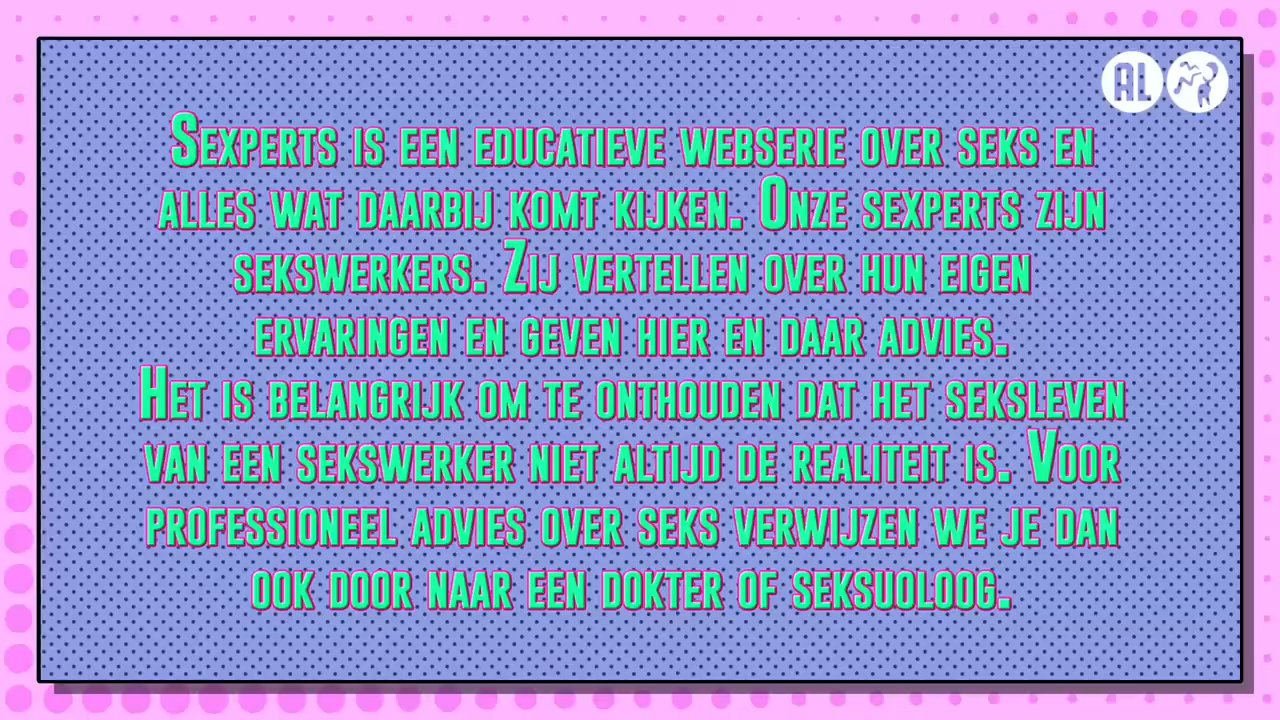 AL
Sexperts is een educatieve webserie over seks en
alles wat daarbij komt kijken. Onze sexperts zijn
sekswerkers. Zij vertellen over hun eigen
ervaringen en geven hier en daar advies.
Het is belangrijk om te onthouden dat het seksleven
van een sekswerker niet altijd de realiteit is. Voor
professioneel advies over seks verwijzen we je dan
ook door naar een dokter of seksuoloog.